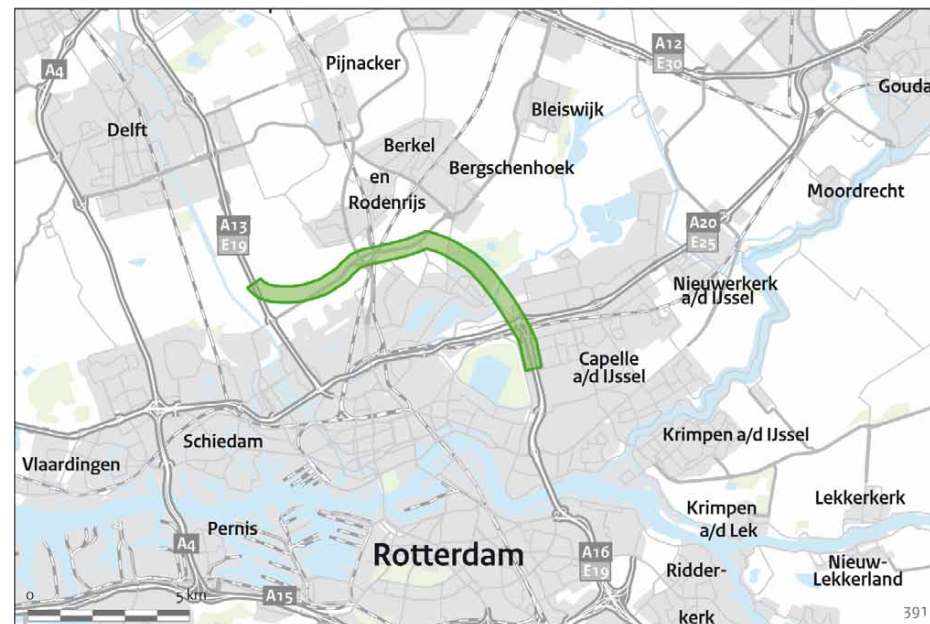 A4
Delft
Pijnacker
A12
E30
Gouda
Bleiswijk
Berkel
en
Rodenrijs
Bergschenhoek
Moordrecht
A13
E19
A20
E25
Nieuwerkerk
a/d IJssel
Capelle
a/d IJssel
Krimpen a/d IJssel
Schiedam
Vlaardingen
Pernis
A4
Rotterdam
Krimpen
a/d Lek
Lekkerkerk
A16
E19
Ridder-
kerk
Nieuw-
Lekkerland
A15
0 5 km
391